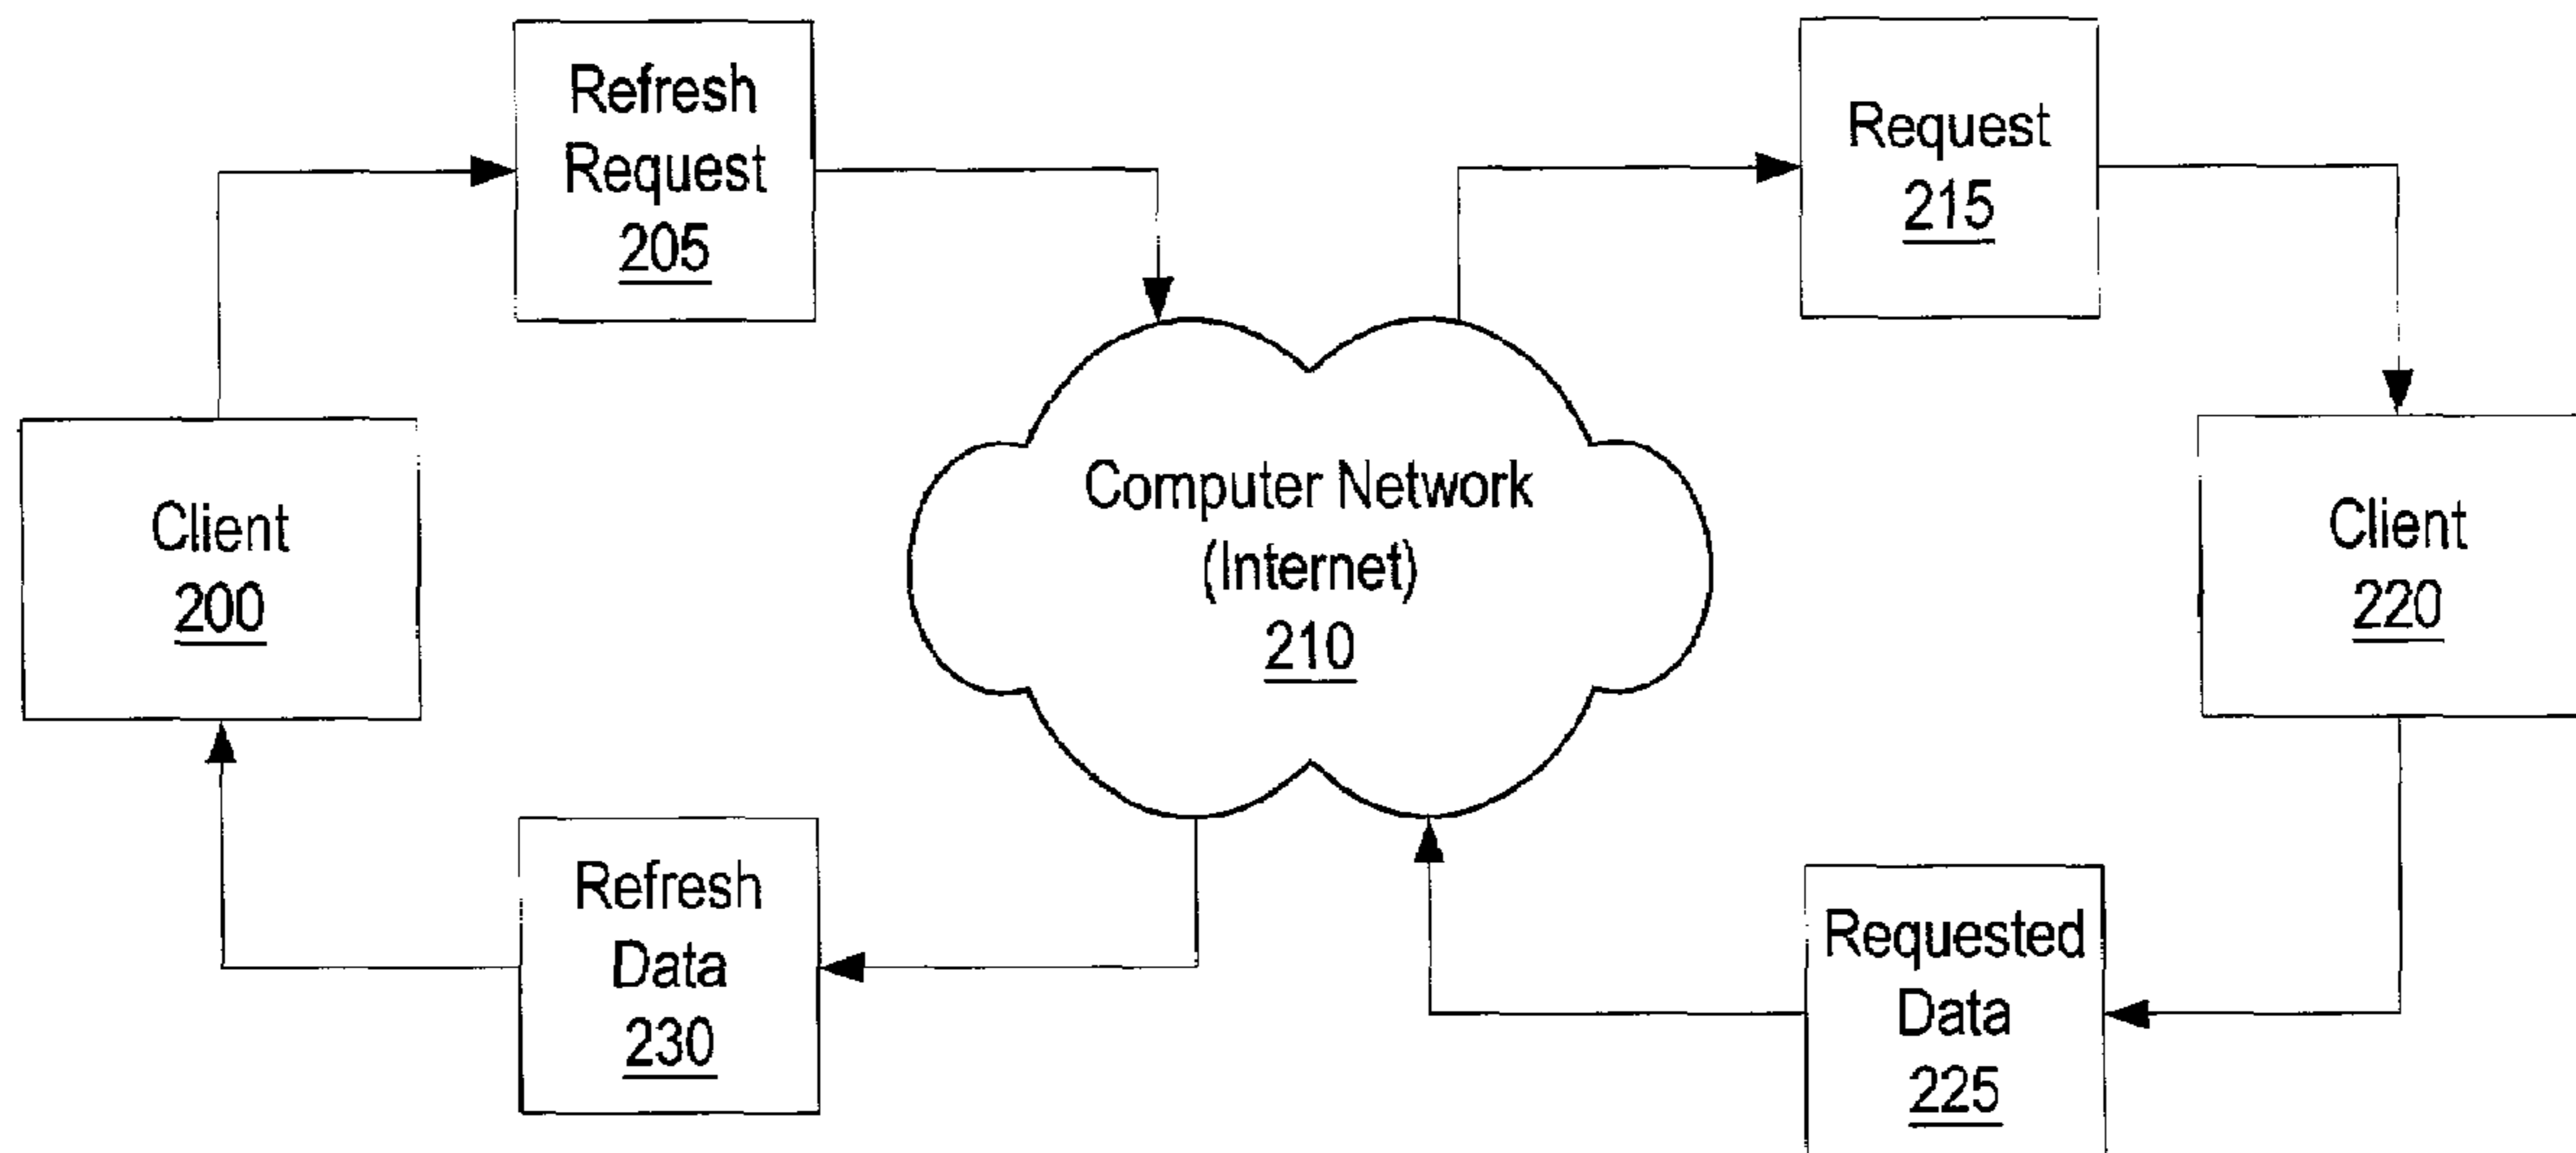 Refresh
Request
205
Request
215
Client
200
Computer Network
(Internet)
210
Client
220
Refresh
Data
230
Requested
Data
225